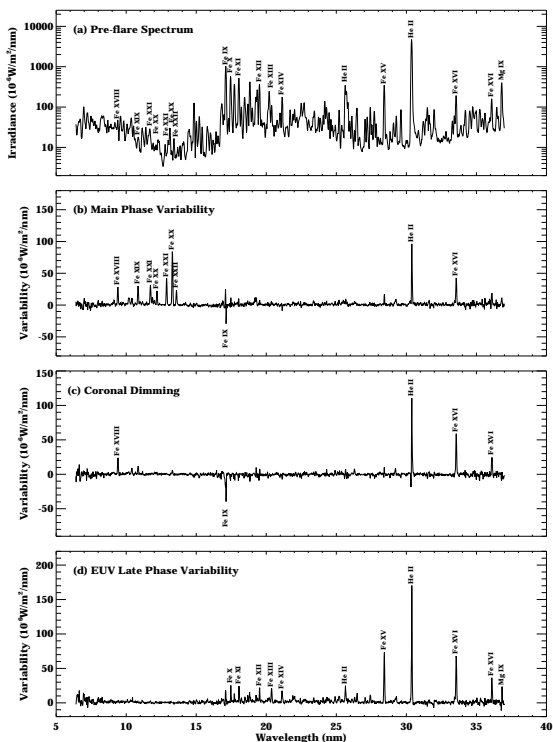 (a) Pre-flare Spectrum
Irradiance (10⁻⁶W/m²/nm)
10000
1000
100
10
Fe XVIII
Fe XIX
Fe XXI
Fe XX
Fe XXI
Fe XX
Fe XXII
Fe IX
Fe X
Fe XI
Fe XII
Fe XIII
Fe XIV
He II
Fe XV
He II
Fe XVI
Fe XVI
Mg IX
(b) Main Phase Variability
Variability (10⁻⁶W/m²/nm)
150
100
50
0
-50
Fe XVIII
Fe XIX
Fe XXI
Fe XX
Fe XXI
Fe XX
Fe XXII
Fe IX
He II
Fe XVI
(c) Coronal Dimming
Variability (10⁻⁶W/m²/nm)
150
100
50
0
-50
Fe XVIII
Fe IX
He II
Fe XVI
Fe XVI
(d) EUV Late Phase Variability
Variability (10⁻⁶W/m²/nm)
200
150
100
50
0
Fe X
Fe XI
Fe XII
Fe XIII
Fe XIV
He II
Fe XV
He II
Fe XVI
Fe XVI
Mg IX
5 10 15 20 25 30 35 40
Wavelength (nm)